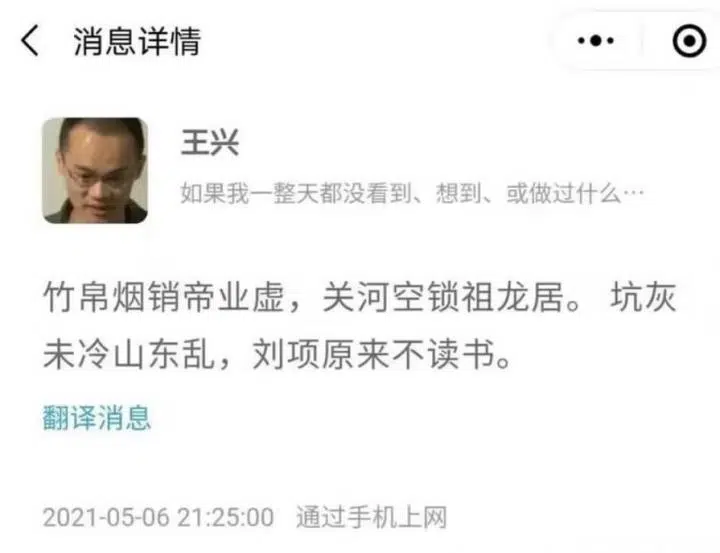 消息详情
王兴
如果我一整天都没看到、想到、或做过什么…
竹帛烟销帝业虚，关河空锁祖龙居。 坑灰
未冷山东乱，刘项原来不读书。
翻译消息
2021-05-06 21:25:00 通过手机上网